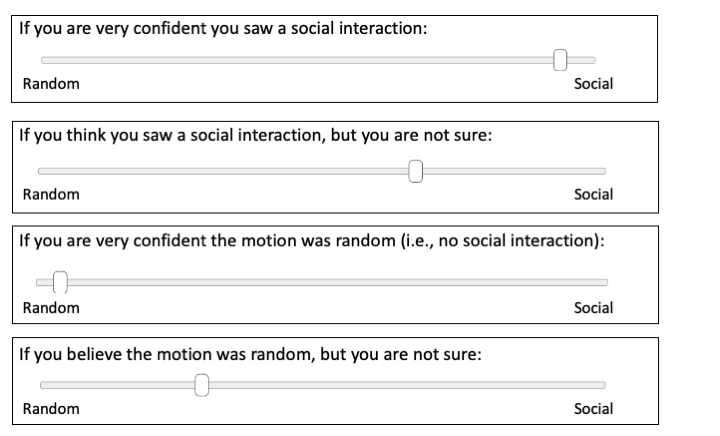 If you are very confident you saw a social interaction:
Random Social
If you think you saw a social interaction, but you are not sure:
Random Social
If you are very confident the motion was random (i.e., no social interaction):
Random Social
If you believe the motion was random, but you are not sure:
Random Social